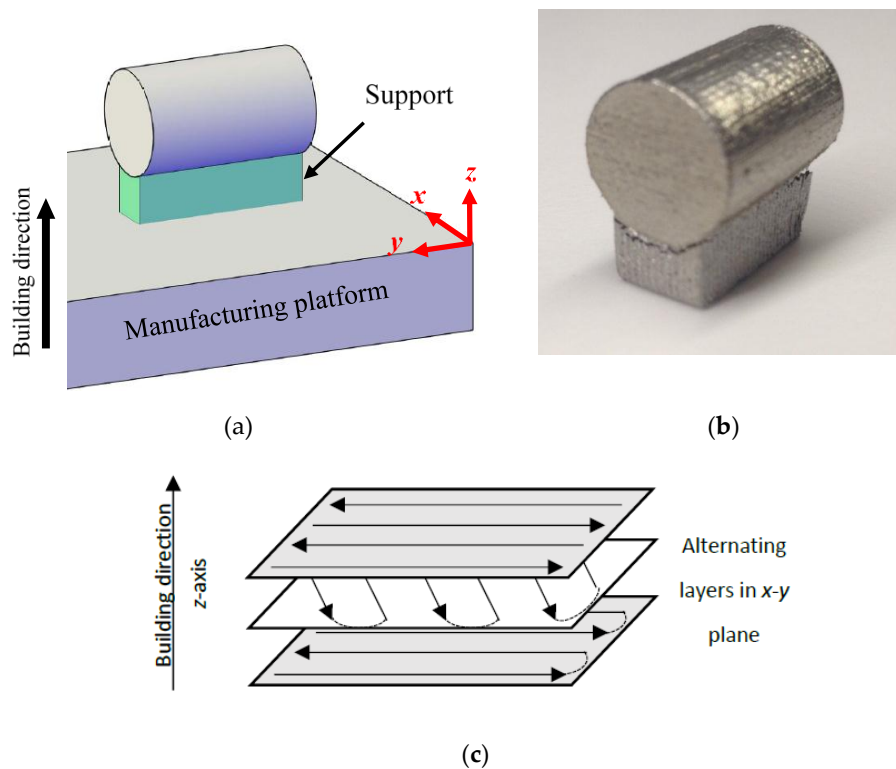 Support
z
x
y
Building direction
Manufacturing platform
(a)
(b)
Building direction
z-axis
Alternating
layers in x-y
plane
(c)